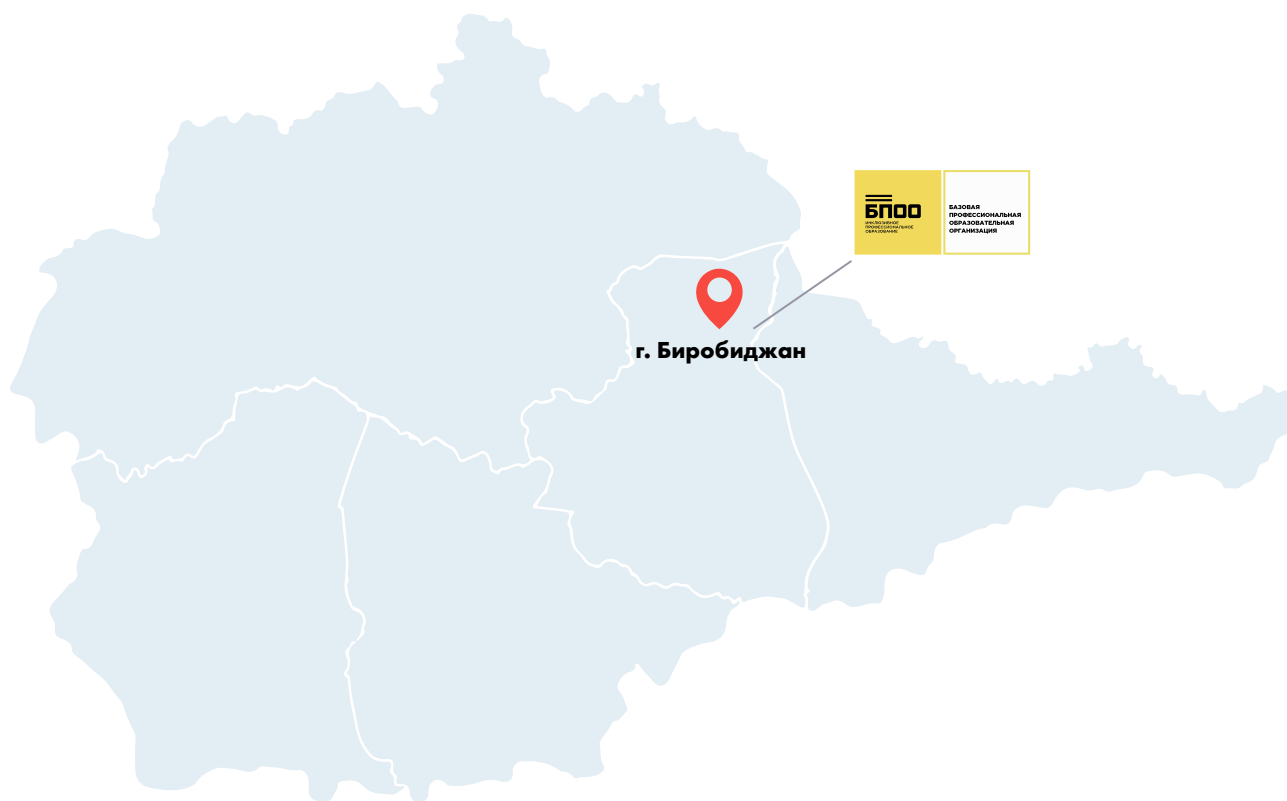 БПОО
ИНКЛЮЗИВНОЕ
ПРОФЕССИОНАЛЬНОЕ
ОБРАЗОВАНИЕ
БАЗОВАЯ
ПРОФЕССИОНАЛЬНАЯ
ОБРАЗОВАТЕЛЬНАЯ
ОРГАНИЗАЦИЯ
г. Биробиджан